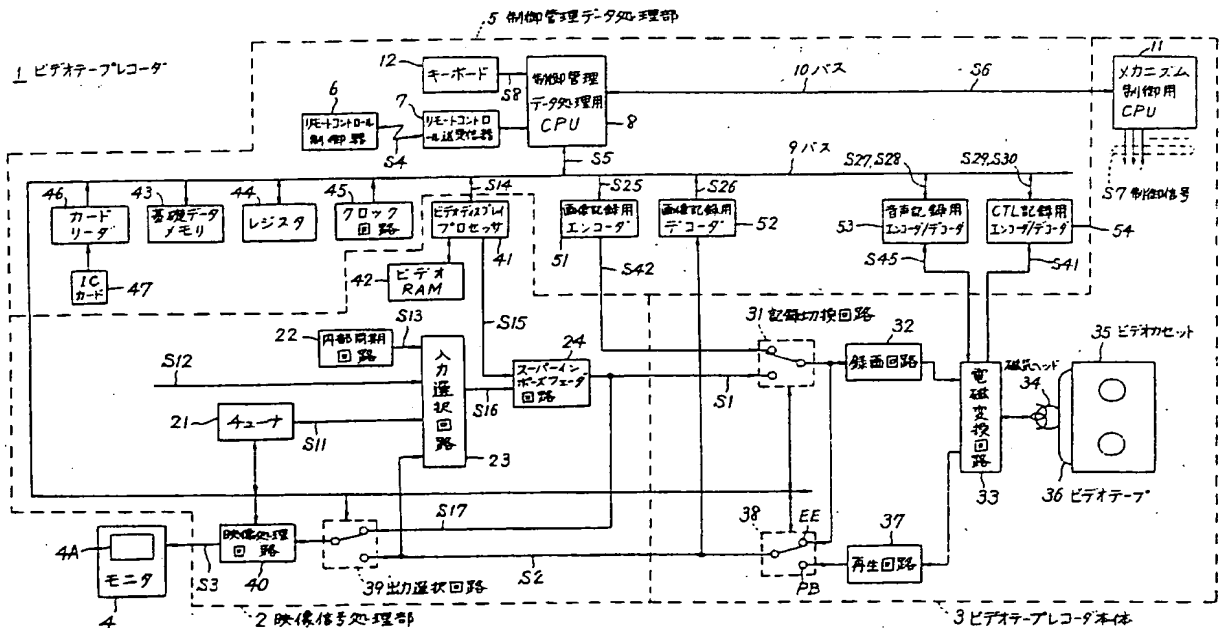 5 制御管理データ処理部
1 ビデオテープレコーダ
12
キーボード
S8
制御管理
データ処理用
CPU
8
10 バス
S6
11
メカニズム
制御用
CPU
S7 制御信号
6
リモートコントロール
制御器
S4
7
リモートコントロ
ール送受信器
S5
9 バス
46
カード
リーダ
43
基礎データ
メモリ
44
レジスタ
45
クロック
回路
S14
ビデオディスプレイ
プロセッサ
41
S25
画像記録用
エンコーダ
51
S26
画像記録用
デコーダ
52
S27,S28
音声記録用
エンコーダ/デコーダ
53
S45
S29,S30
CTL記録用
エンコーダ/デコーダ
54
S41
IC
カード
47
42
ビデオ
RAM
S42
S15
22
内部同期
回路
S13
S12
21
チューナ
S11
入力選択回路
23
S16
24
スーパーイン
ポーズフェーダ
回路
31 記録切換回路
S1
32
録画回路
電磁変換回路
33
磁気ヘッド
34
35 ビデオカセット
36 ビデオテープ
4A
モニタ
4
S3
映像処理
回路
40
39 出力選択回路
S17
S2
38
EE
PB
37
再生回路
2 映像信号処理部
3 ビデオテープレコーダ本体